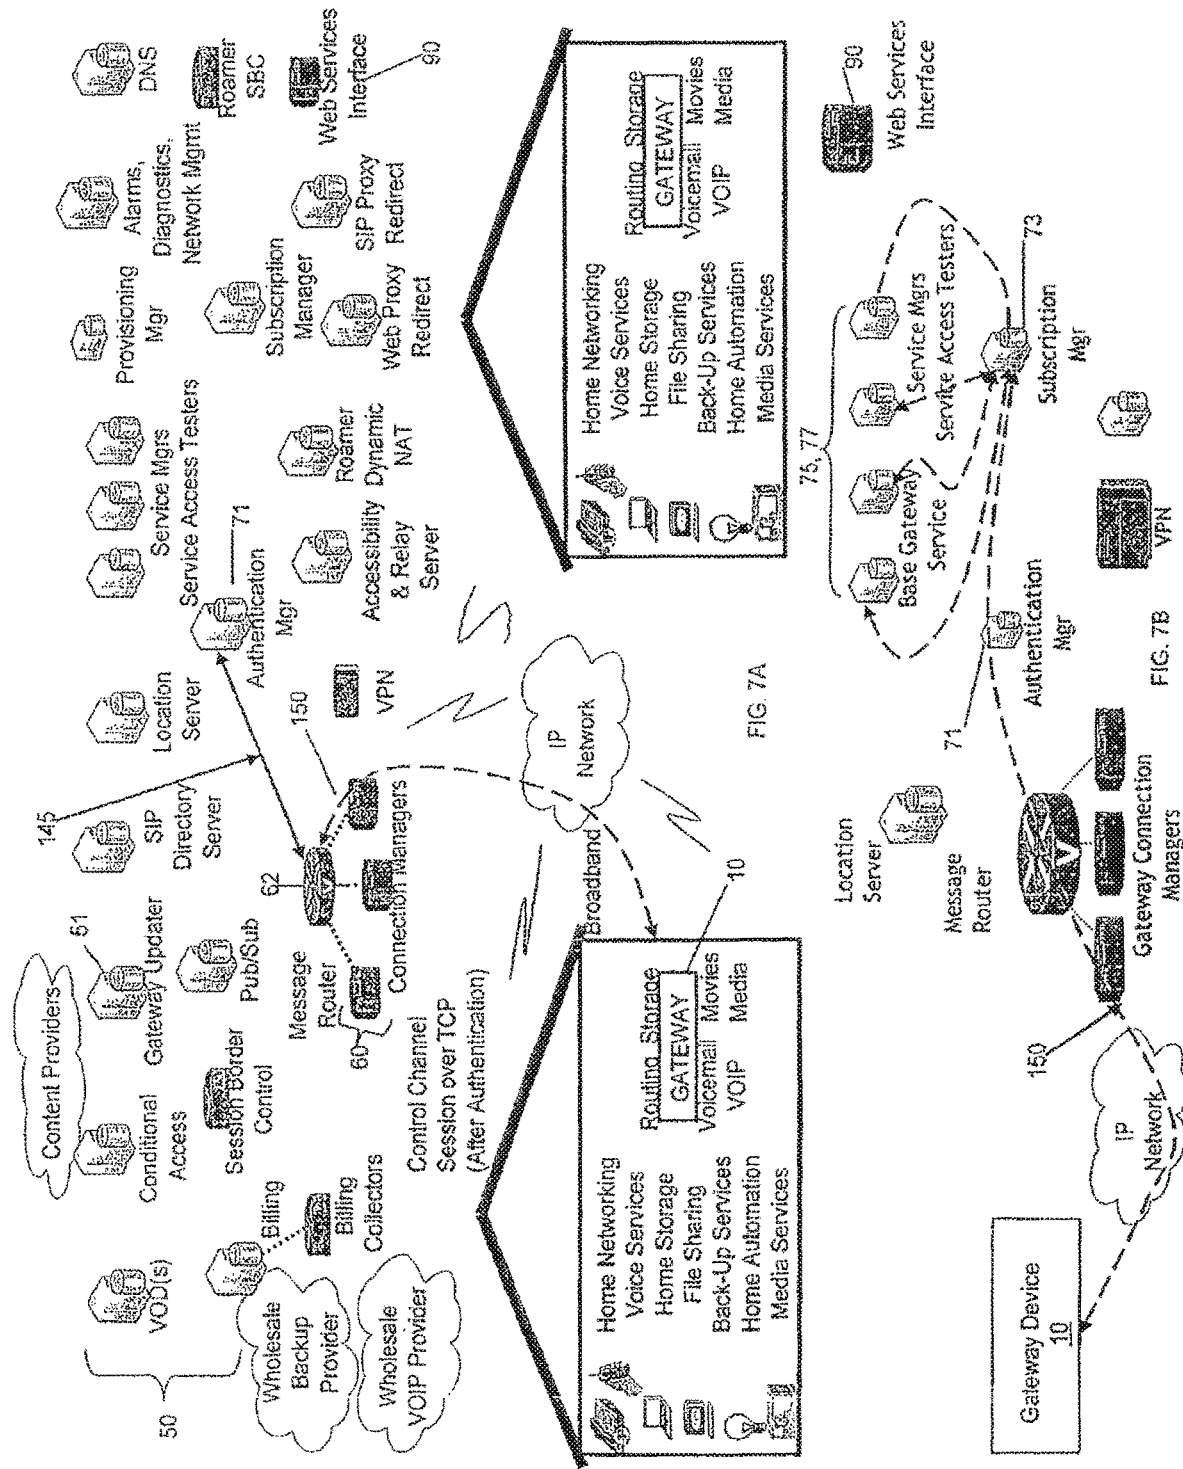 50
VOD(s)
Content Providers
Conditional
Access
51
Gateway Updater
SIP
Directory
Server
145
Location
Server
Service Mgrs
Service Access Testers
Provisioning
Mgr
Alarms,
Diagnostics,
Network Mgmt
DNS
Wholesale
Backup
Provider
Billing
Session Border
Control
Pub/Sub
Authentication
Mgr
71
Subscription
Manager
Roamer
SBC
Wholesale
VOIP Provider
Billing
Collectors
Message
Router
60
62
Connection Managers
150
VPN
Accessibility
& Relay
Server
Roamer
Dynamic
NAT
Web Proxy
Redirect
SIP Proxy
Redirect
Web Services
Interface
90
Control Channel
Session over TCP
(After Authentication)
Broadband
IP
Network
10
Home Networking
Voice Services
Home Storage
File Sharing
Back-Up Services
Home Automation
Media Services
Routing Storage
GATEWAY
Voicemail Movies
VOIP Media
Home Networking
Voice Services
Home Storage
File Sharing
Back-Up Services
Home Automation
Media Services
Routing Storage
GATEWAY
Voicemail Movies
VOIP Media
FIG. 7A
Location
Server
Message
Router
75, 77
Base Gateway
Service
Service Mgrs
Service Access Testers
90
Web Services
Interface
71
Authentication
Mgr
73
Subscription
Mgr
Gateway Device
10
IP
Network
150
Gateway Connection
Managers
VPN
FIG. 7B